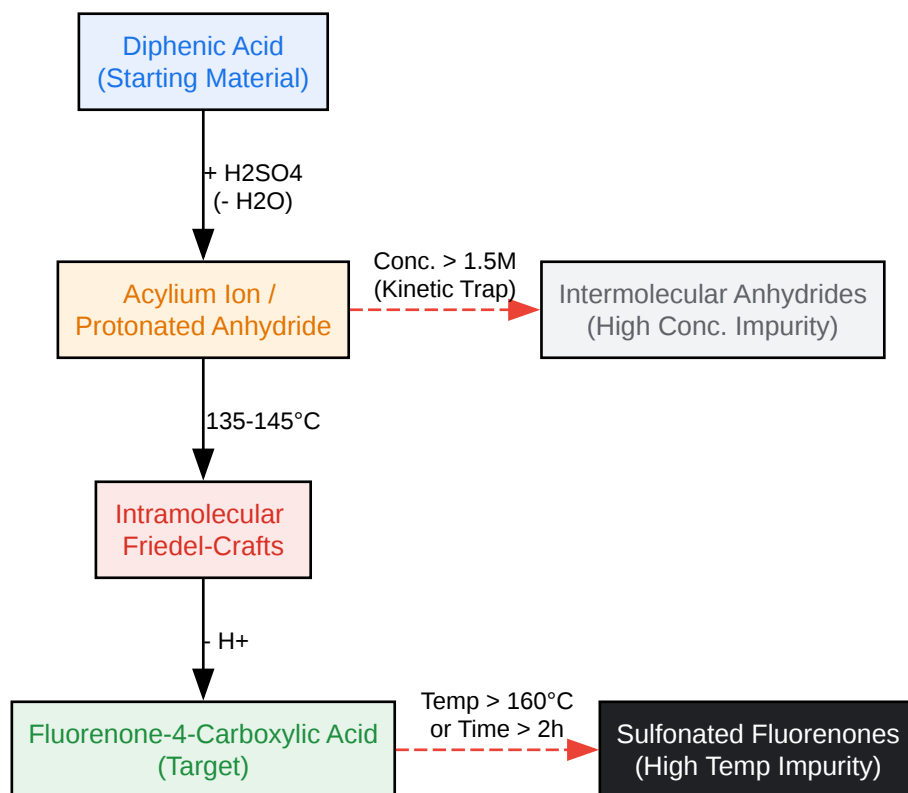 Diphenic Acid
(Starting Material)
+ H2SO4
(- H2O)
Acylium Ion /
Protonated Anhydride
Conc. > 1.5M
(Kinetic Trap)
Intermolecular Anhydrides
(High Conc. Impurity)
135-145°C
Intramolecular
Friedel-Crafts
- H+
Fluorenone-4-Carboxylic Acid
(Target)
Temp > 160°C
or Time > 2h
Sulfonated Fluorenones
(High Temp Impurity)